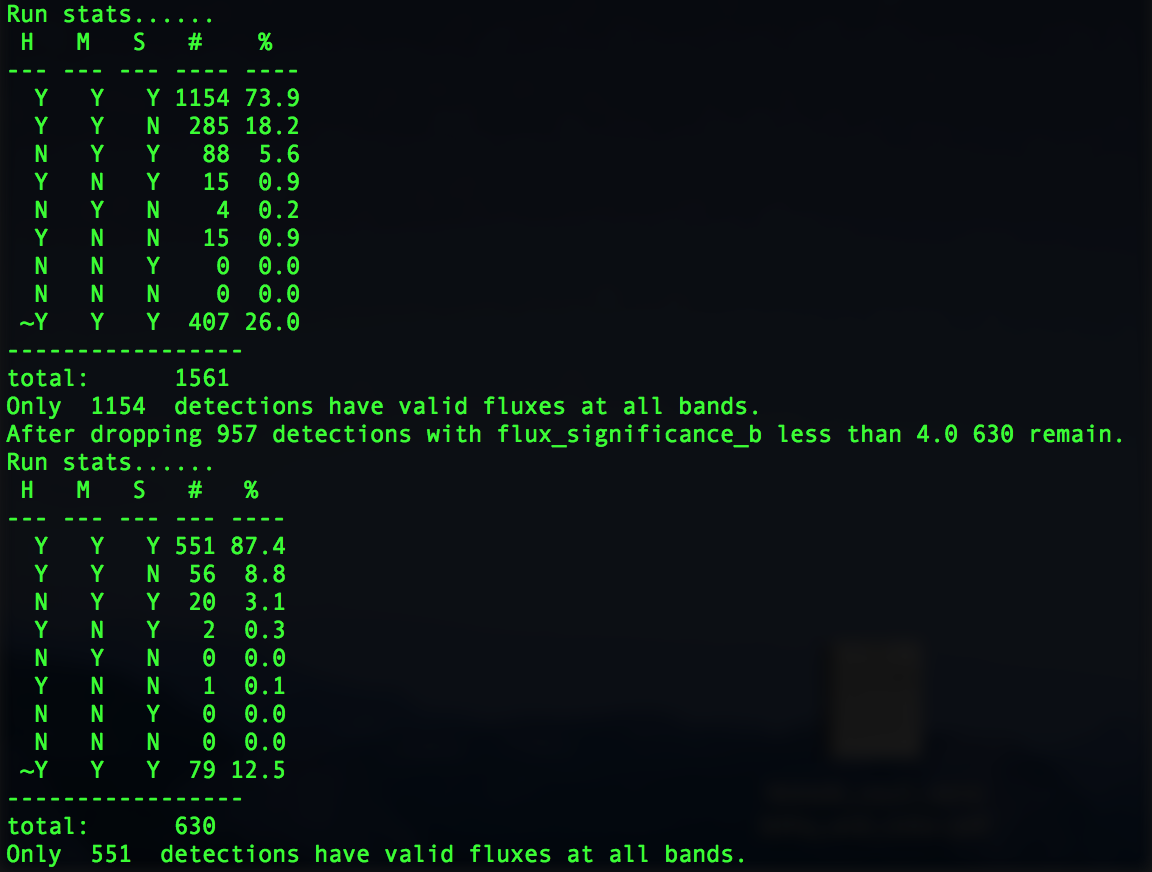 Run stats......
 H   M   S   #    %
--- --- --- ---- ----
  Y   Y   Y 1154 73.9
  Y   Y   N  285 18.2
  N   Y   Y   88  5.6
  Y   N   Y   15  0.9
  N   Y   N    4  0.2
  Y   N   N   15  0.9
  N   N   Y    0  0.0
  N   N   N    0  0.0
 ~Y   Y   Y  407 26.0
-----------------
total:      1561
Only  1154  detections have valid fluxes at all bands.
After dropping 957 detections with flux_significance_b less than 4.0 630 remain.
Run stats......
 H   M   S   #   %
--- --- --- --- ----
  Y   Y   Y 551 87.4
  Y   Y   N  56  8.8
  N   Y   Y  20  3.1
  Y   N   Y   2  0.3
  N   Y   N   0  0.0
  Y   N   N   1  0.1
  N   N   Y   0  0.0
  N   N   N   0  0.0
 ~Y   Y   Y  79 12.5
-----------------
total:      630
Only  551  detections have valid fluxes at all bands.